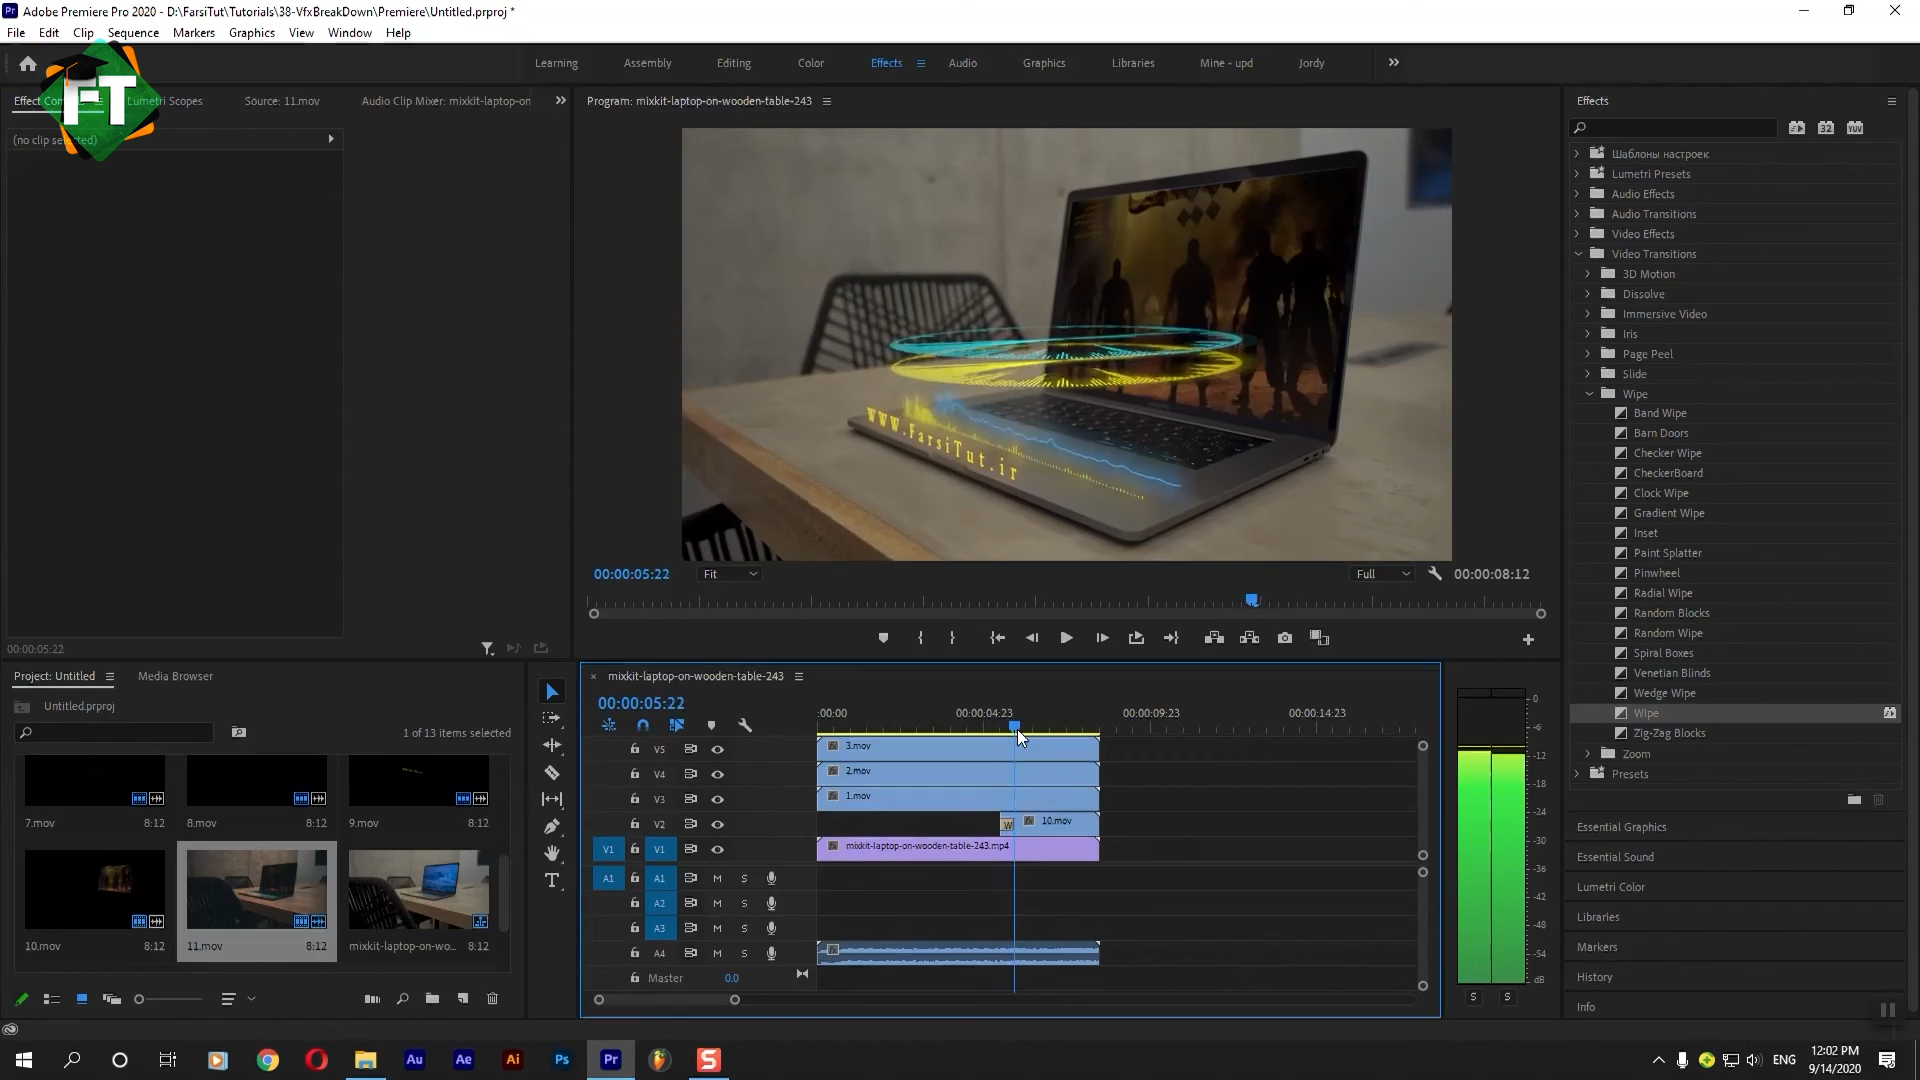 Adobe Premiere Pro 2020 - D:\FarsiTut\Tutorials\38-VfxBreakDown\Premiere\Untitled.prproj *
File Edit Clip Sequence Markers Graphics View Window Help
Learning Assembly Editing Color Effects Audio Graphics Libraries Mine - upd Jordy
FT
Lumetri Scopes Source: 11.mov Audio Clip Mixer: mixkit-laptop-on
Program: mixkit-laptop-on-wooden-table-243
Effects
32 YUV
Шаблоны настроек
Lumetri Presets
Audio Effects
Audio Transitions
Video Effects
Video Transitions
3D Motion
Dissolve
Immersive Video
Iris
Page Peel
Slide
Wipe
Band Wipe
Barn Doors
Checker Wipe
CheckerBoard
Clock Wipe
Gradient Wipe
Inset
Paint Splatter
Pinwheel
Radial Wipe
Random Blocks
Random Wipe
Spiral Boxes
Venetian Blinds
Wedge Wipe
Wipe
Zig-Zag Blocks
Zoom
Presets
Essential Graphics
Essential Sound
Lumetri Color
Libraries
Markers
History
Info
www.FarsiTut.ir
00:00:05:22 Fit Full 00:00:08:12
00:00:05:22
Project: Untitled Media Browser
Untitled.prproj
1 of 13 items selected
7.mov 8:12 8.mov 8:12 9.mov 8:12
10.mov 8:12 11.mov 8:12 mixkit-laptop-on-wo... 8:12
mixkit-laptop-on-wooden-table-243
00:00:05:22
:00:00 00:00:04:23 00:00:09:23 00:00:14:23
V5 3.mov
V4 2.mov
V3 1.mov
V2 W 10.mov
V1 V1 mixkit-laptop-on-wooden-table-243.mp4
A1 A1 M S
A2 M S
A3 M S
A4 M S
Master 0.0
0
-6
-12
-18
-24
-30
-36
-42
-48
-54
dB
S S
Au Ae Ai Ps Pr S
ENG
12:02 PM
9/14/2020